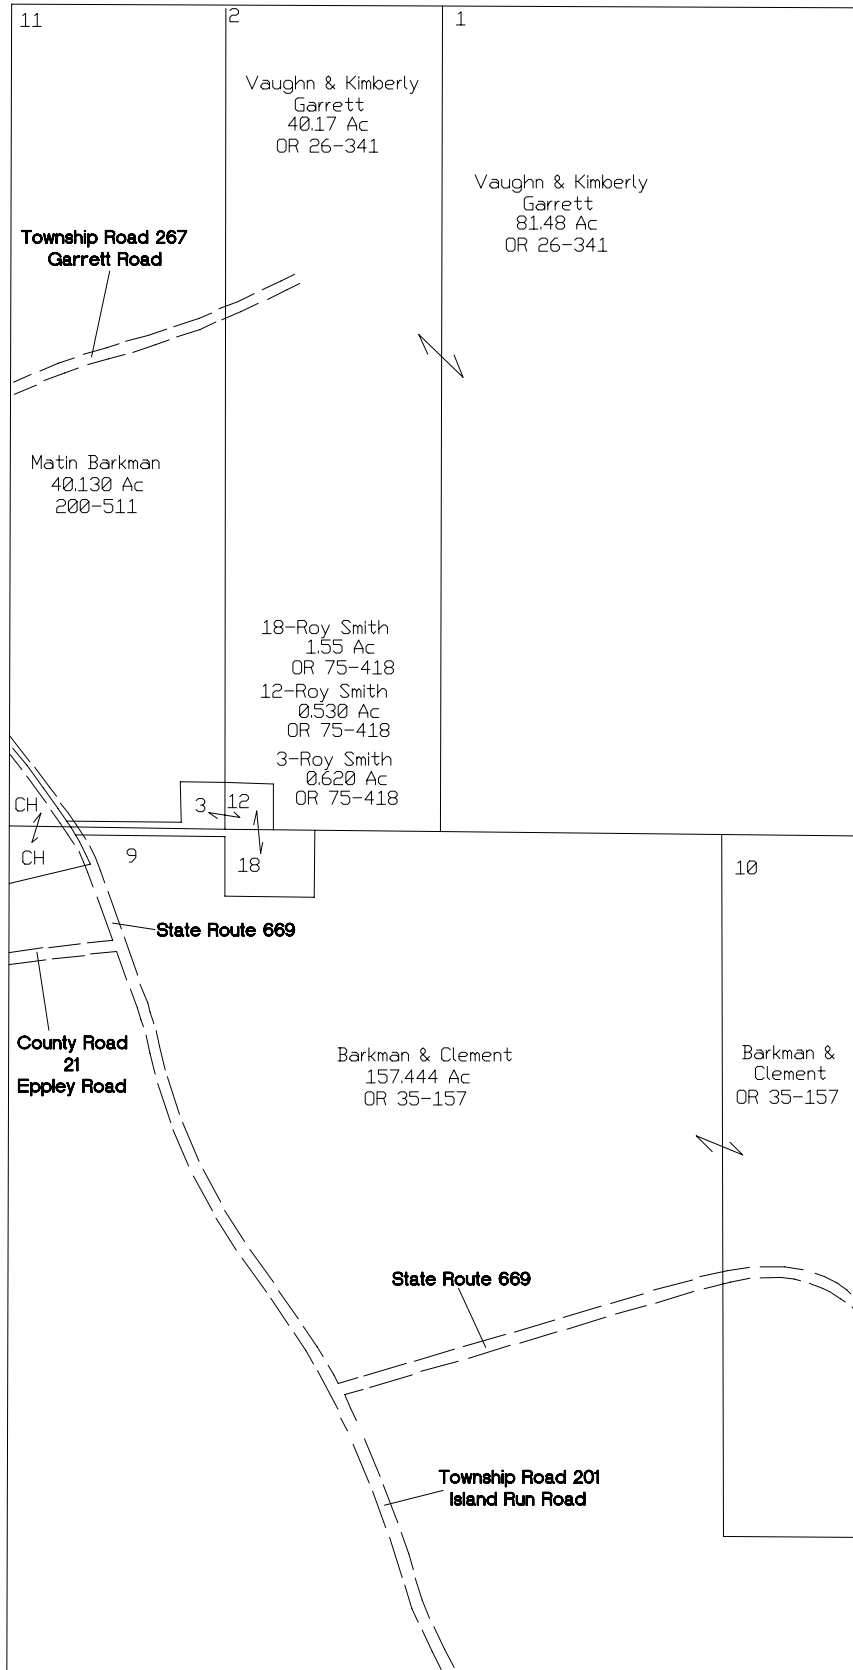 11
2
1
Vaughn & Kimberly
Garrett
40.17 Ac
OR 26-341
Vaughn & Kimberly
Garrett
81.48 Ac
OR 26-341
Township Road 267
Garrett Road
Matin Barkman
40.130 Ac
200-511
18-Roy Smith
1.55 Ac
OR 75-418
12-Roy Smith
0.530 Ac
OR 75-418
3-Roy Smith
0.620 Ac
OR 75-418
CH
3
12
CH
9
18
10
State Route 669
County Road
21
Eppley Road
Barkman & Clement
157.444 Ac
OR 35-157
Barkman &
Clement
OR 35-157
State Route 669
Township Road 201
Island Run Road